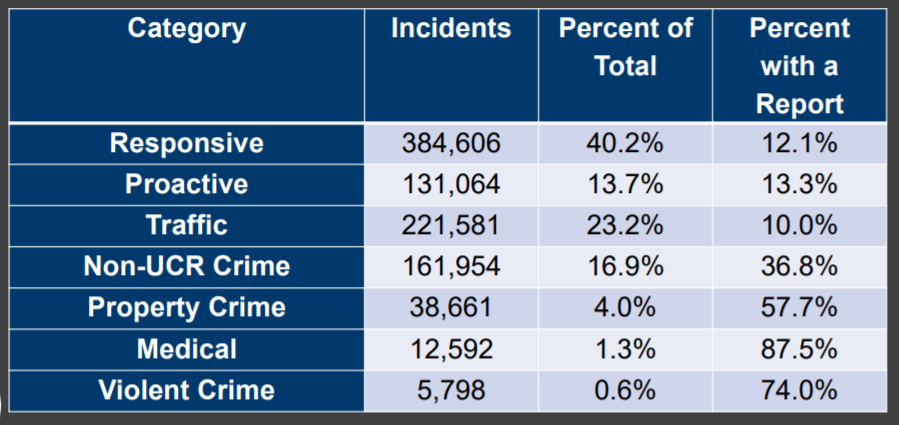 Category Incidents Percent of Total Percent with a Report
Responsive 384,606 40.2% 12.1%
Proactive 131,064 13.7% 13.3%
Traffic 221,581 23.2% 10.0%
Non-UCR Crime 161,954 16.9% 36.8%
Property Crime 38,661 4.0% 57.7%
Medical 12,592 1.3% 87.5%
Violent Crime 5,798 0.6% 74.0%